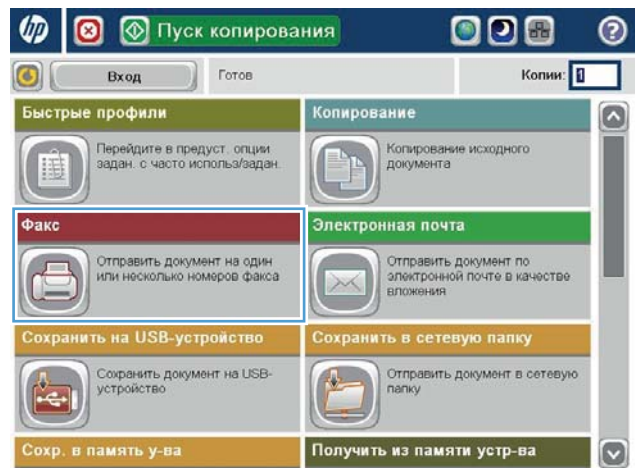 hp
Пуск копирования
?
Вход
Готов
Копии: 1
Быстрые профили
Перейдите в предуст. опции
задан. с часто использ/задан.
Копирование
Копирование исходного
документа
Факс
Отправить документ на один
или несколько номеров факса
Электронная почта
Отправить документ по
электронной почте в качестве
вложения
Сохранить на USB-устройство
Сохранить документ на USB-
устройство
Сохранить в сетевую папку
Отправить документ в сетевую
папку
Сохр. в память у-ва
Получить из памяти устр-ва